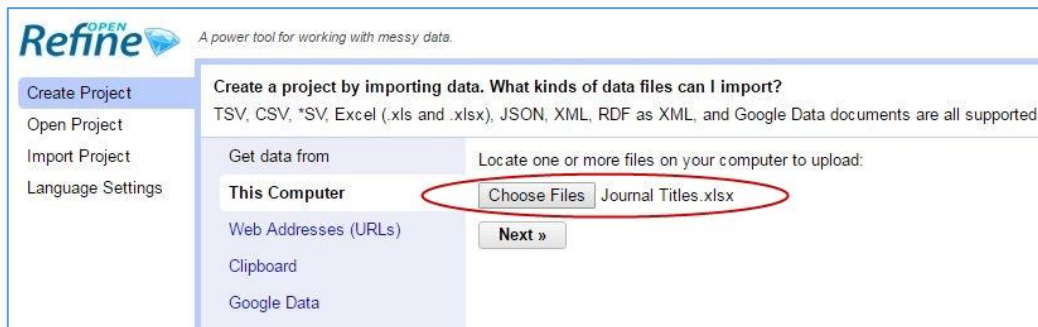 OPEN
Refine
A power tool for working with messy data.
Create Project
Open Project
Import Project
Language Settings
Create a project by importing data. What kinds of data files can I import?
TSV, CSV, *SV, Excel (.xls and .xlsx), JSON, XML, RDF as XML, and Google Data documents are all supported
Get data from
This Computer
Web Addresses (URLs)
Clipboard
Google Data
Locate one or more files on your computer to upload:
Choose Files Journal Titles.xlsx
Next »